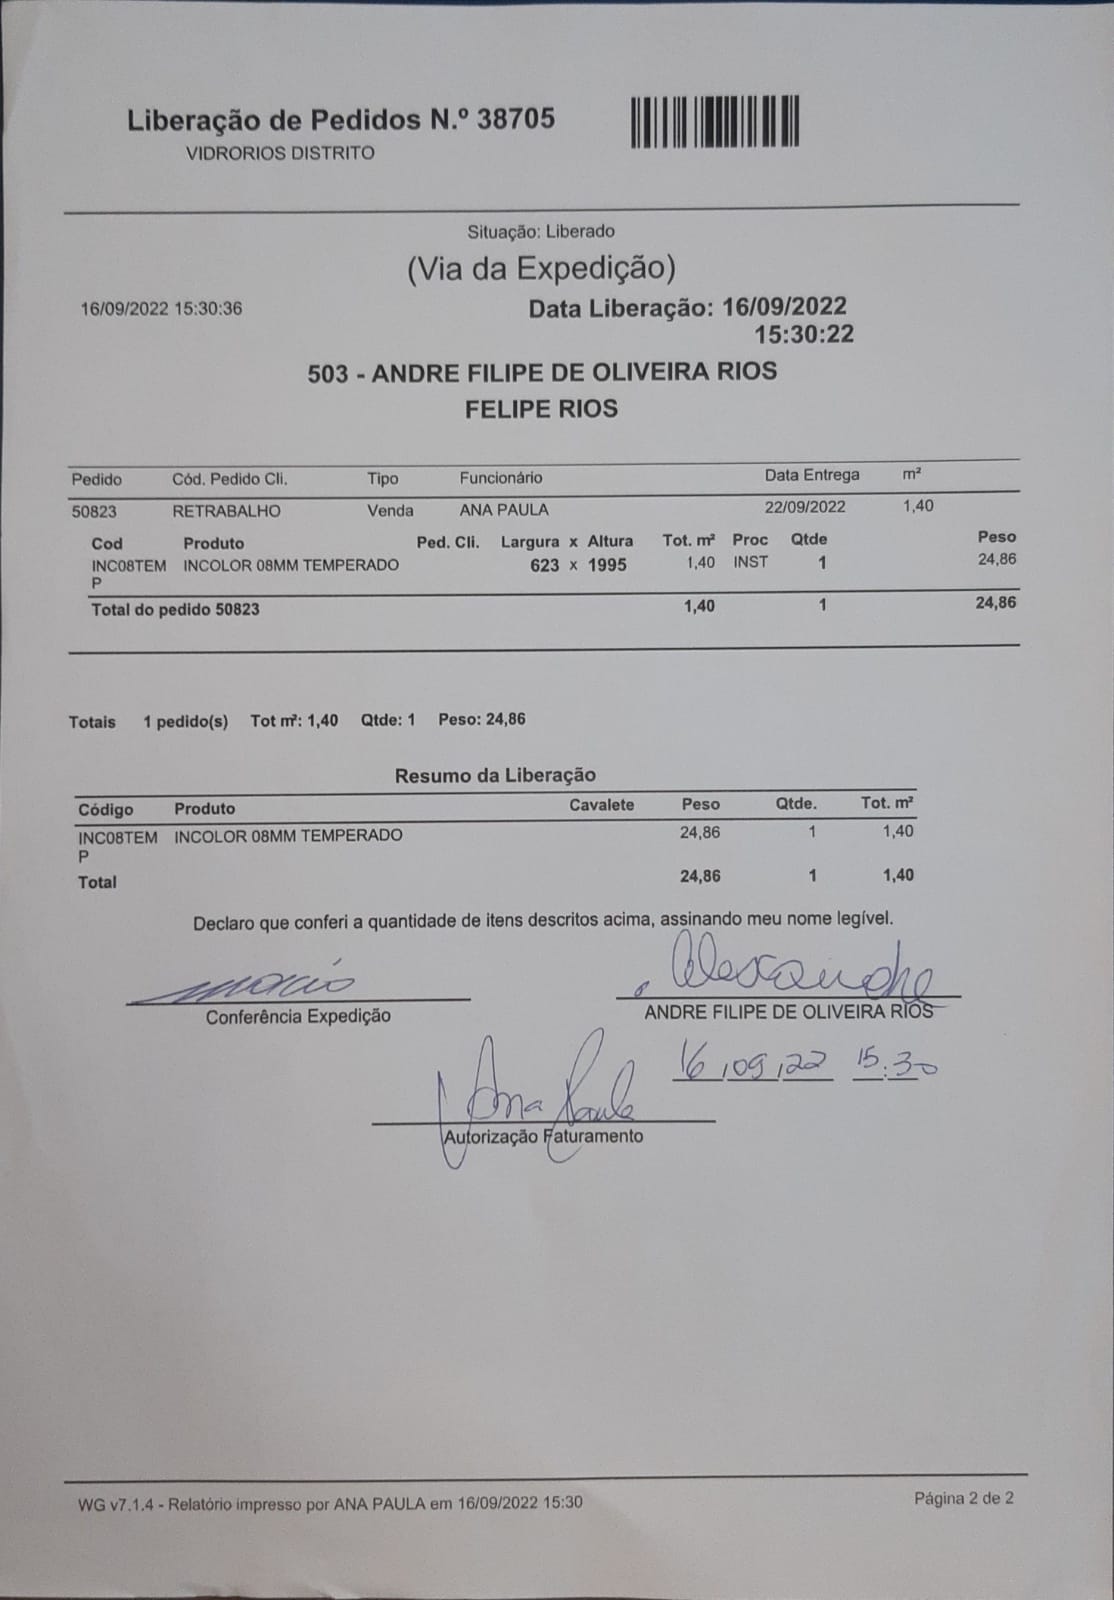 Liberação de Pedidos N.º 38705
VIDRORIOS DISTRITO
Situação: Liberado
(Via da Expedição)
16/09/2022 15:30:36
Data Liberação: 16/09/2022
15:30:22
503 - ANDRE FILIPE DE OLIVEIRA RIOS
FELIPE RIOS
Pedido Cód. Pedido Cli. Tipo Funcionário Data Entrega m²
50823 RETRABALHO Venda ANA PAULA 22/09/2022 1,40
Cod Produto Ped. Cli. Largura x Altura Tot. m² Proc Qtde Peso
INC08TEM INCOLOR 08MM TEMPERADO 623 x 1995 1,40 INST 1 24,86
P
Total do pedido 50823 1,40 1 24,86
Totais 1 pedido(s) Tot m²: 1,40 Qtde: 1 Peso: 24,86
Resumo da Liberação
Código Produto Cavalete Peso Qtde. Tot. m²
INC08TEM INCOLOR 08MM TEMPERADO 24,86 1 1,40
P
Total 24,86 1 1,40
Declaro que conferi a quantidade de itens descritos acima, assinando meu nome legível.
Alexandre
Conferência Expedição ANDRE FILIPE DE OLIVEIRA RIOS
16/09/22 15:30
Ana Paula
Autorização Faturamento
WG v7.1.4 - Relatório impresso por ANA PAULA em 16/09/2022 15:30 Página 2 de 2